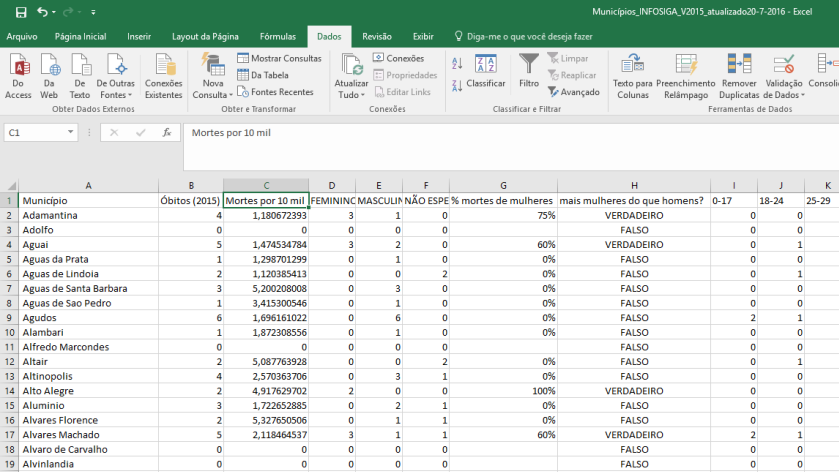 Municípios_INFOSIGA_V2015_atualizado20-7-2016 - Excel
Arquivo Página Inicial Inserir Layout da Página Fórmulas Dados Revisão Exibir Diga-me o que você deseja fazer
Do Access Da Web Do Texto De Outras Fontes Conexões Existentes Nova Consulta Mostrar Consultas Da Tabela Fontes Recentes Atualizar Tudo Conexões Propriedades Editar Links Classificar Filtro Limpar Reaplicar Avançado Texto para Colunas Preenchimento Relâmpago Remover Duplicatas Validação de Dados Consoli
Obter Dados Externos Obter e Transformar Conexões Classificar e Filtrar Ferramentas de Dados
C1 fx Mortes por 10 mil
A B C D E F G H I J K
1 Município Óbitos (2015) Mortes por 10 mil FEMININO MASCULIN NÃO ESPE % mortes de mulheres mais mulheres do que homens? 0-17 18-24 25-29
2 Adamantina 4 1,180672393 3 1 0 75% VERDADEIRO 0 0
3 Adolfo 0 0 0 0 0 FALSO 0 0
4 Aguai 5 1,474534784 3 2 0 60% VERDADEIRO 0 1
5 Aguas da Prata 1 1,298701299 0 1 0 0% FALSO 0 0
6 Aguas de Lindoia 2 1,120385413 0 0 2 0% FALSO 0 1
7 Aguas de Santa Barbara 3 5,200208008 0 3 0 0% FALSO 0 0
8 Aguas de Sao Pedro 1 3,415300546 0 1 0 0% FALSO 0 0
9 Agudos 6 1,696161022 0 6 0 0% FALSO 2 1
10 Alambari 1 1,872308556 0 1 0 0% FALSO 0 0
11 Alfredo Marcondes 0 0 0 0 0 FALSO 0 0
12 Altair 2 5,087763928 0 0 2 0% FALSO 0 1
13 Altinopolis 4 2,570363706 0 3 1 0% FALSO 0 0
14 Alto Alegre 2 4,917629702 2 0 0 100% VERDADEIRO 0 0
15 Aluminio 3 1,722652885 0 2 1 0% FALSO 0 0
16 Alvares Florence 2 5,327650506 0 1 1 0% FALSO 0 0
17 Alvares Machado 5 2,118464537 3 1 1 60% VERDADEIRO 2 1
18 Alvaro de Carvalho 0 0 0 0 0 FALSO 0 0
19 Alvinlandia 0 0 0 0 0 FALSO 0 0